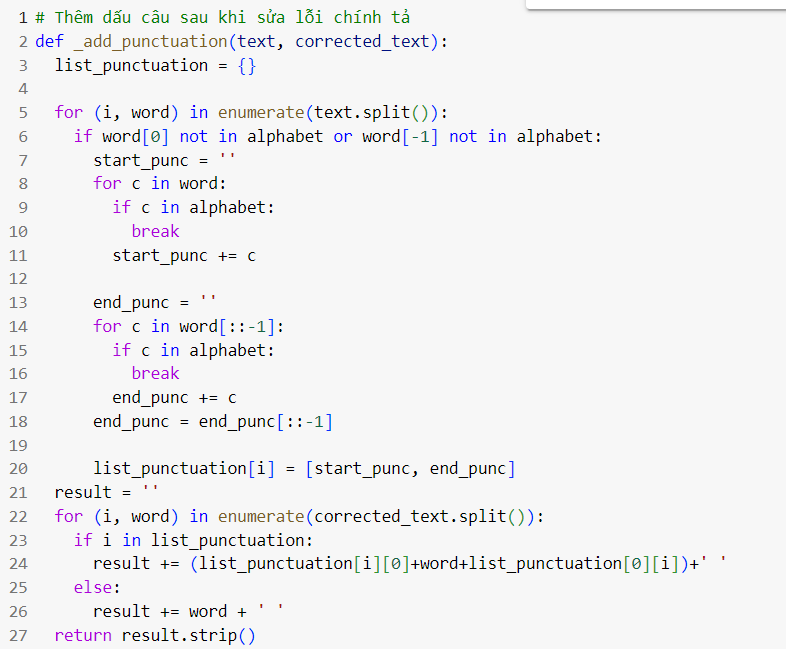 1 # Thêm dấu câu sau khi sửa lỗi chính tả
2 def _add_punctuation(text, corrected_text):
3   list_punctuation = {}
4
5   for (i, word) in enumerate(text.split()):
6     if word[0] not in alphabet or word[-1] not in alphabet:
7       start_punc = ''
8       for c in word:
9         if c in alphabet:
10           break
11         start_punc += c
12
13       end_punc = ''
14       for c in word[::-1]:
15         if c in alphabet:
16           break
17         end_punc += c
18       end_punc = end_punc[::-1]
19
20       list_punctuation[i] = [start_punc, end_punc]
21   result = ''
22   for (i, word) in enumerate(corrected_text.split()):
23     if i in list_punctuation:
24       result += (list_punctuation[i][0]+word+list_punctuation[0][i])+' '
25     else:
26       result += word + ' '
27   return result.strip()